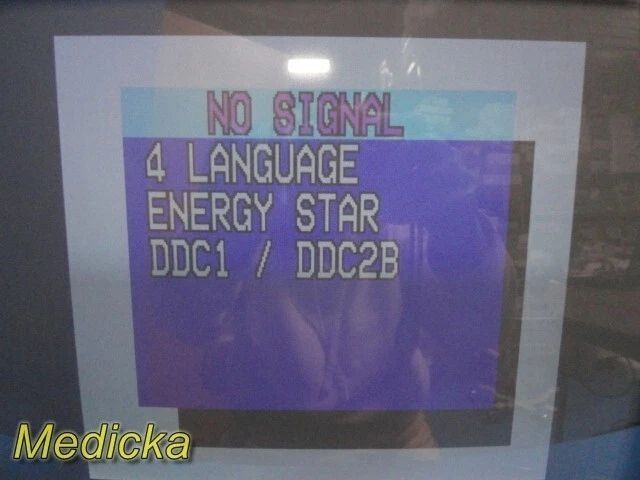 NO SIGNAL
4 LANGUAGE
ENERGY STAR
DDC1 / DDC2B
Medicka